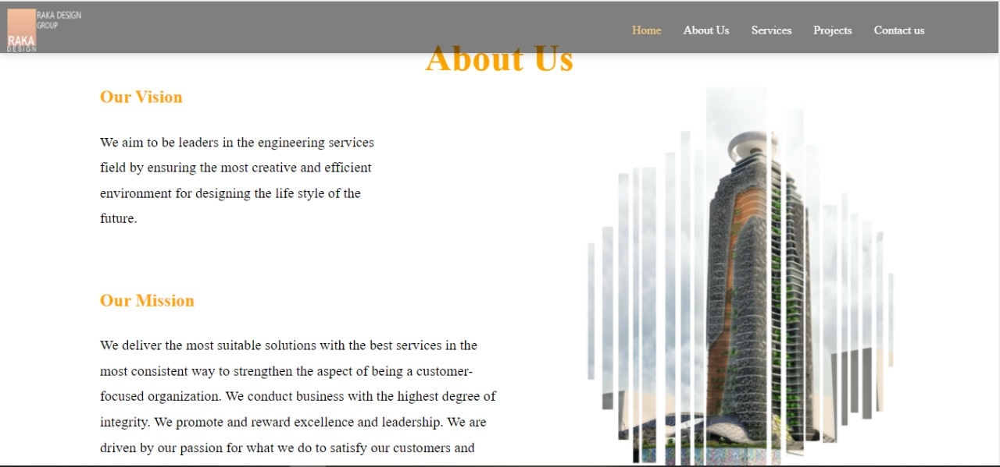 RAKA DESIGN
GROUP
RAKA
DESIGN
Home About Us Services Projects Contact us
About Us
Our Vision
We aim to be leaders in the engineering services
field by ensuring the most creative and efficient
environment for designing the life style of the
future.
Our Mission
We deliver the most suitable solutions with the best services in the
most consistent way to strengthen the aspect of being a customer-
focused organization. We conduct business with the highest degree of
integrity. We promote and reward excellence and leadership. We are
driven by our passion for what we do to satisfy our customers and